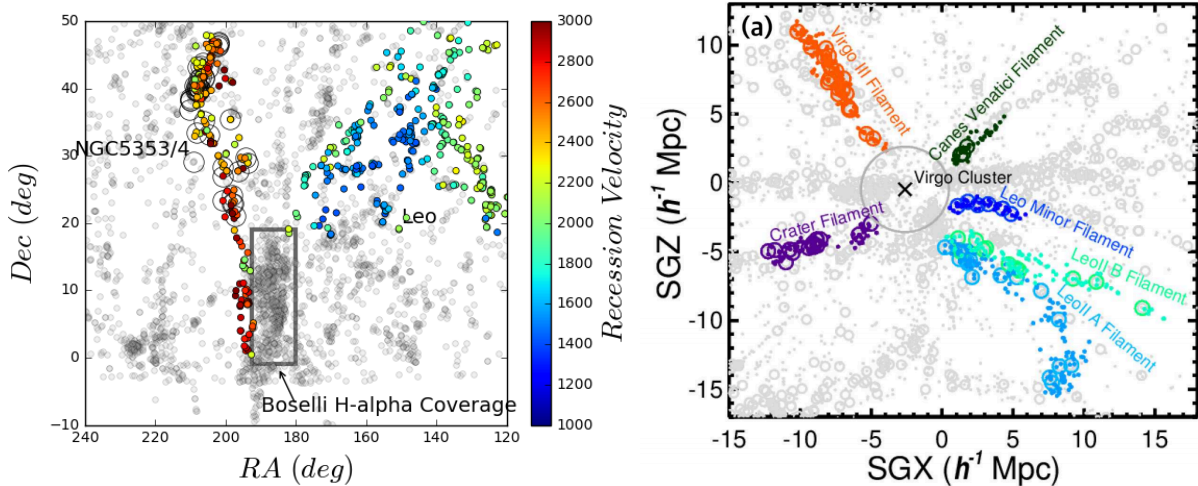 50
40
30
20
10
0
−10
240
220
200
180
160
140
120
Dec (deg)
RA (deg)
NGC5353/4
Leo
Boselli H-alpha Coverage
3000
2800
2600
2400
2200
2000
1800
1600
1400
1200
1000
Recession Velocity
(a)
Virgo III Filament
Canes Venatici Filament
Virgo Cluster
Crater Filament
Leo Minor Filament
LeoII B Filament
LeoII A Filament
10
5
0
-5
-10
-15
SGZ (h⁻¹ Mpc)
-15
-10
-5
0
5
10
15
SGX (h⁻¹ Mpc)